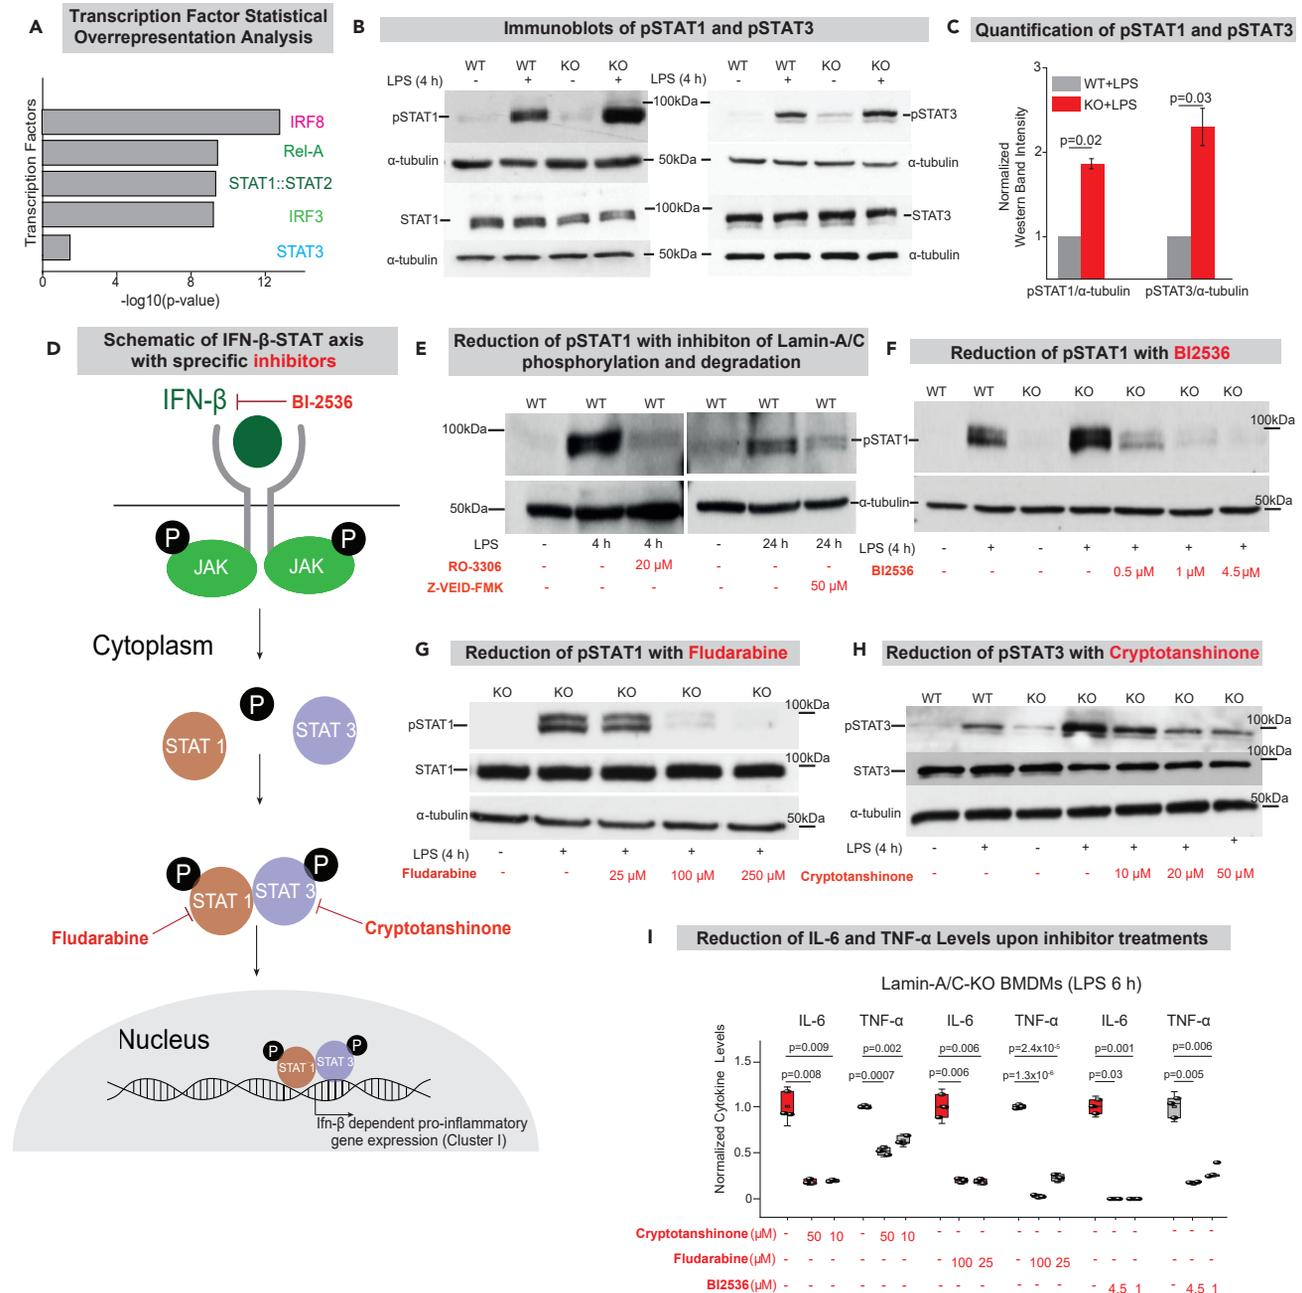 A
Transcription Factor Statistical
Overrepresentation Analysis
Transcription Factors
IRF8
Rel-A
STAT1::STAT2
IRF3
STAT3
0 4 8 12
-log10(p-value)
B
Immunoblots of pSTAT1 and pSTAT3
WT WT KO KO WT WT KO KO
LPS (4 h) - + - + LPS (4 h) - + - +
pSTAT1 100kDa pSTAT3
α-tubulin 50kDa α-tubulin
STAT1 100kDa STAT3
α-tubulin 50kDa α-tubulin
C
Quantification of pSTAT1 and pSTAT3
Normalized
Western Band Intensity
3
2
1
WT+LPS
KO+LPS
p=0.02
p=0.03
pSTAT1/α-tubulin pSTAT3/α-tubulin
D
Schematic of IFN-β-STAT axis
with sprecific inhibitors
IFN-β BI-2536
P P
JAK JAK
Cytoplasm
P
STAT 1 STAT 3
P P
STAT 1 STAT 3
Fludarabine Cryptotanshinone
Nucleus
P P
STAT 1 STAT 3
Ifn-β dependent pro-inflammatory
gene expression (Cluster I)
E
Reduction of pSTAT1 with inhibiton of Lamin-A/C
phosphorylation and degradation
WT WT WT WT WT WT
100kDa pSTAT1
50kDa α-tubulin
LPS - 4 h 4 h - 24 h 24 h
RO-3306 - - 20 µM - - -
Z-VEID-FMK - - - - - 50 µM
F
Reduction of pSTAT1 with BI2536
WT WT KO KO KO KO KO
100kDa
50kDa
LPS (4 h) - + - + + + +
BI2536 - - - - 0.5 µM 1 µM 4.5µM
G
Reduction of pSTAT1 with Fludarabine
KO KO KO KO KO
pSTAT1 100kDa
STAT1 100kDa
α-tubulin 50kDa
LPS (4 h) - + + + +
Fludarabine - - 25 µM 100 µM 250 µM
H
Reduction of pSTAT3 with Cryptotanshinone
WT WT KO KO KO KO KO
pSTAT3 100kDa
STAT3 100kDa
α-tubulin 50kDa
LPS (4 h) - + - + + + +
Cryptotanshinone - - - - 10 µM 20 µM 50 µM
I
Reduction of IL-6 and TNF-α Levels upon inhibitor treatments
Lamin-A/C-KO BMDMs (LPS 6 h)
IL-6 TNF-α IL-6 TNF-α IL-6 TNF-α
p=0.009 p=0.002 p=0.006 p=2.4x10-5 p=0.001 p=0.006
p=0.008 p=0.0007 p=0.006 p=1.3x10-6 p=0.03 p=0.005
Normalized Cytokine Levels
1.5
1.0
0.5
0
Cryptotanshinone (µM) - 50 10 - 50 10 - - - - - - - - - - - -
Fludarabine (µM) - - - - - - - 100 25 - 100 25 - - - - - -
BI2536 (µM) - - - - - - - - - - - - - 4.5 1 - 4.5 1